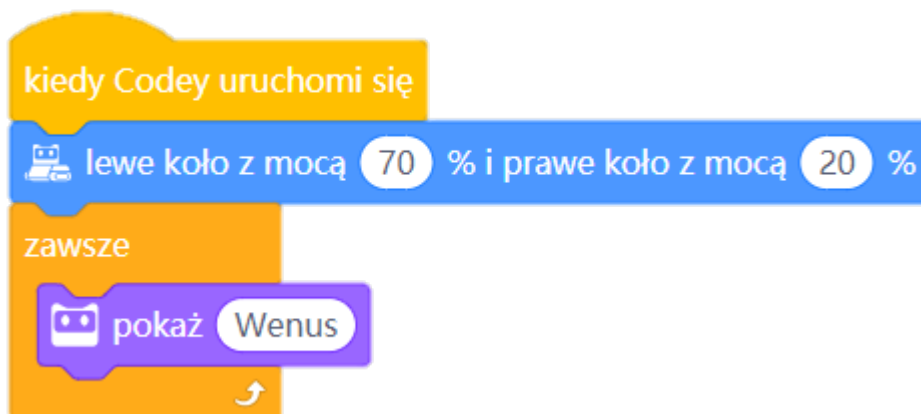 kiedy Codey uruchomi się
lewe koło z mocą 70 % i prawe koło z mocą 20 %
zawsze
pokaż Wenus